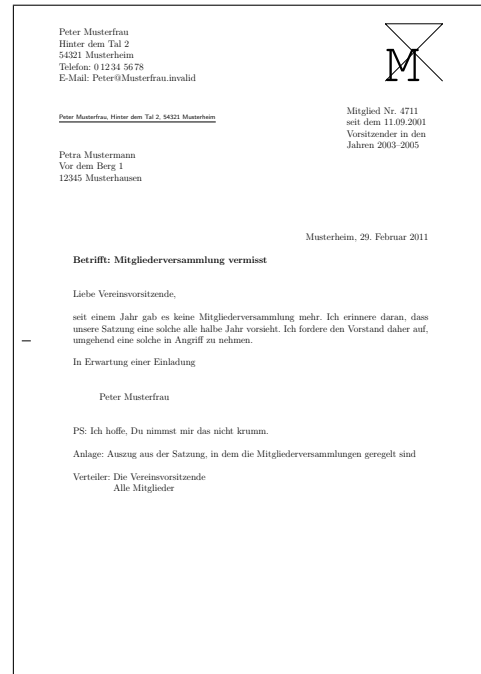 Peter Musterfrau
Hinter dem Tal 2
54321 Musterheim
Telefon: 0 12 34 56 78
E-Mail: Peter@Musterfrau.invalid
M
Peter Musterfrau, Hinter dem Tal 2, 54321 Musterheim
Mitglied Nr. 4711
seit dem 11.09.2001
Vorsitzender in den
Jahren 2003–2005
Petra Mustermann
Vor dem Berg 1
12345 Musterhausen
Musterheim, 29. Februar 2011
Betrifft: Mitgliederversammlung vermisst
Liebe Vereinsvorsitzende,
seit einem Jahr gab es keine Mitgliederversammlung mehr. Ich erinnere daran, dass
unsere Satzung eine solche alle halbe Jahr vorsieht. Ich fordere den Vorstand daher auf,
umgehend eine solche in Angriff zu nehmen.
In Erwartung einer Einladung
Peter Musterfrau
PS: Ich hoffe, Du nimmst mir das nicht krumm.
Anlage: Auszug aus der Satzung, in dem die Mitgliederversammlungen geregelt sind
Verteiler: Die Vereinsvorsitzende
Alle Mitglieder